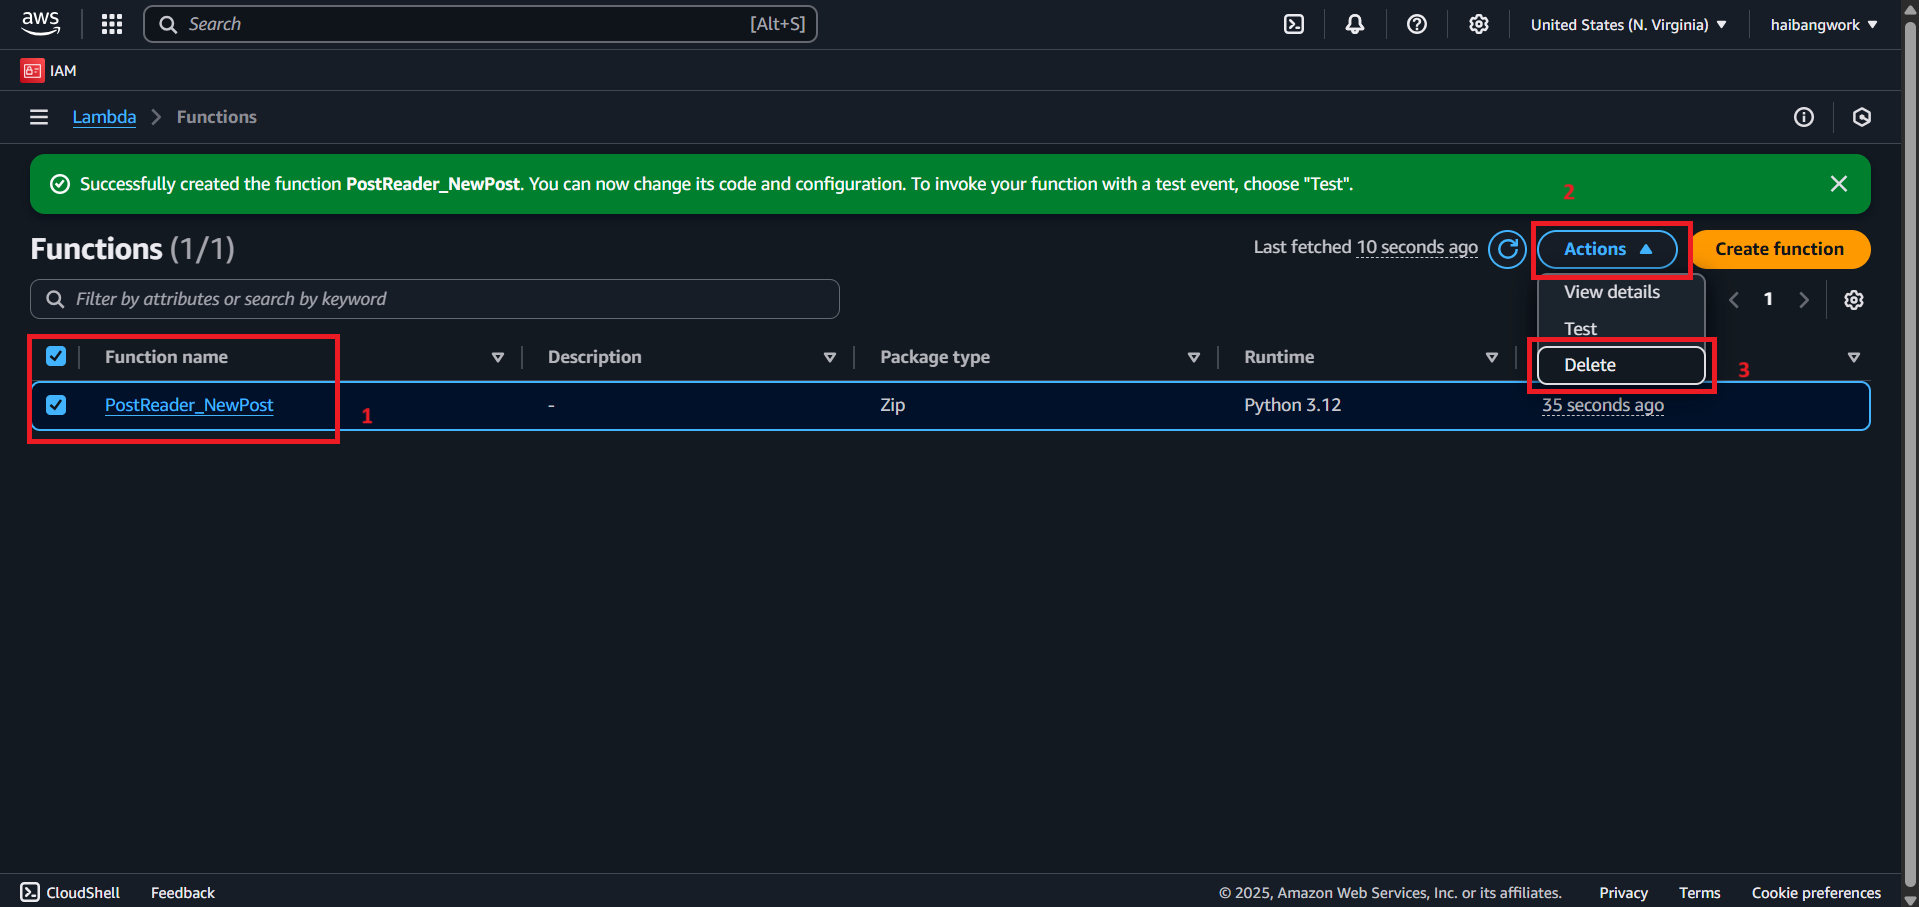 aws Search [Alt+S] United States (N. Virginia) haibangwork
IAM
Lambda Functions
Successfully created the function PostReader_NewPost. You can now change its code and configuration. To invoke your function with a test event, choose "Test".
2
Functions (1/1) Last fetched 10 seconds ago Actions Create function
Filter by attributes or search by keyword View details 1
Test
Function name Description Package type Runtime Delete 3
PostReader_NewPost - Zip Python 3.12 35 seconds ago
1
CloudShell Feedback © 2025, Amazon Web Services, Inc. or its affiliates. Privacy Terms Cookie preferences